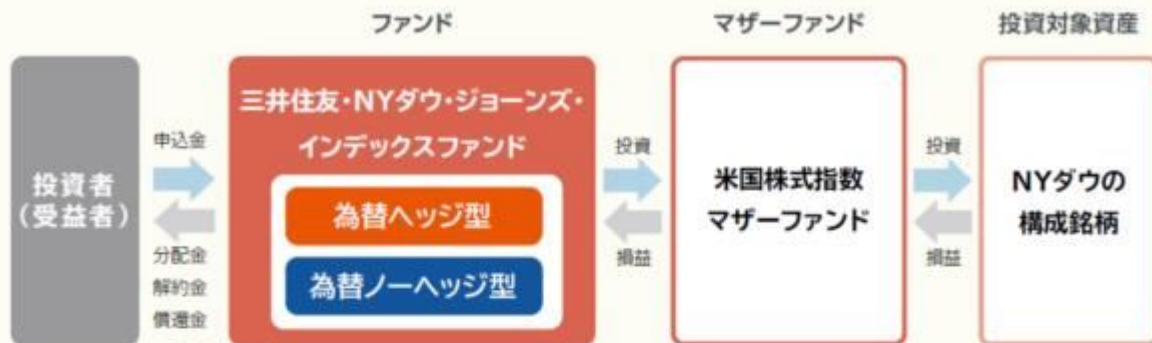 ファンド
マザーファンド
投資対象資産
投資者
(受益者)
申込金
分配金
解約金
償還金
三井住友・NYダウ・ジョーンズ・
インデックスファンド
為替ヘッジ型
為替ノーヘッジ型
投資
損益
米国株式指数
マザーファンド
投資
損益
NYダウの
構成銘柄